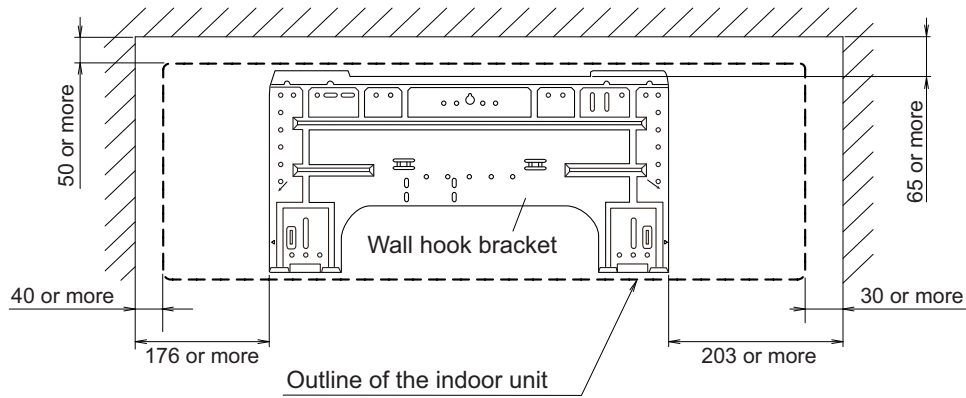 50 or more
65 or more
Wall hook bracket
40 or more
30 or more
176 or more
203 or more
Outline of the indoor unit